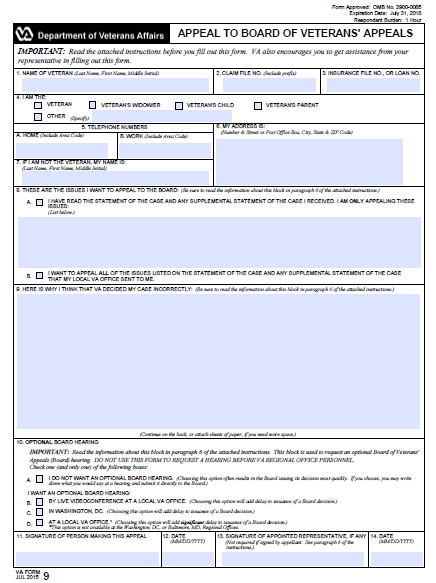 Form Approved: OMB No. 2900-0085
Expiration Date: July 31, 2018
Respondent Burden: 1 Hour
VA Department of Veterans Affairs
APPEAL TO BOARD OF VETERANS' APPEALS
IMPORTANT: Read the attached instructions before you fill out this form. VA also encourages you to get assistance from your
representative in filling out this form.
1. NAME OF VETERAN (Last Name, First Name, Middle Initial)
2. CLAIM FILE NO. (Include prefix)
3. INSURANCE FILE NO., OR LOAN NO.
4. I AM THE:
VETERAN
VETERAN'S WIDOW/ER
VETERAN'S CHILD
VETERAN'S PARENT
OTHER (Specify)
5. TELEPHONE NUMBERS
A. HOME (Include Area Code)
B. WORK (Include Area Code)
6. MY ADDRESS IS:
(Number & Street or Post Office Box, City, State & ZIP Code)
7. IF I AM NOT THE VETERAN, MY NAME IS:
(Last Name, First Name, Middle Initial)
8. THESE ARE THE ISSUES I WANT TO APPEAL TO THE BOARD: (Be sure to read the information about this block in paragraph 6 of the attached instructions.)
A. I HAVE READ THE STATEMENT OF THE CASE AND ANY SUPPLEMENTAL STATEMENT OF THE CASE I RECEIVED. I AM ONLY APPEALING THESE
ISSUES:
(List below.)
B. I WANT TO APPEAL ALL OF THE ISSUES LISTED ON THE STATEMENT OF THE CASE AND ANY SUPPLEMENTAL STATEMENT OF THE CASE
THAT MY LOCAL VA OFFICE SENT TO ME.
9. HERE IS WHY I THINK THAT VA DECIDED MY CASE INCORRECTLY: (Be sure to read the information about this block in paragraph 6 of the attached instructions.)
(Continue on the back, or attach sheets of paper, if you need more space.)
10. OPTIONAL BOARD HEARING
IMPORTANT: Read the information about this block in paragraph 6 of the attached instructions. This block is used to request an optional Board of Veterans'
Appeals (Board) hearing. DO NOT USE THIS FORM TO REQUEST A HEARING BEFORE VA REGIONAL OFFICE PERSONNEL.
Check one (and only one) of the following boxes:
A. I DO NOT WANT AN OPTIONAL BOARD HEARING. (Choosing this option often results in the Board issuing its decision most quickly. If you choose, you may write
down what you would say at a hearing and submit it directly to the Board.)
I WANT AN OPTIONAL BOARD HEARING:
B. BY LIVE VIDEOCONFERENCE AT A LOCAL VA OFFICE. (Choosing this option will add delay to issuance of a Board decision.)
C. IN WASHINGTON, DC. (Choosing this option will add delay to issuance of a Board decision.)
D. AT A LOCAL VA OFFICE.* (Choosing this option will add significant delay to issuance of a Board decision.)
*This option is not available at the Washington, DC, or Baltimore, MD, Regional Offices.
11. SIGNATURE OF PERSON MAKING THIS APPEAL
12. DATE
(MM/DD/YYYY)
13. SIGNATURE OF APPOINTED REPRESENTATIVE, IF ANY
(Not required if signed by appellant. See paragraph 6 of the
instructions.)
14. DATE
(MM/DD/YYYY)
VA FORM
JUL 2015 9